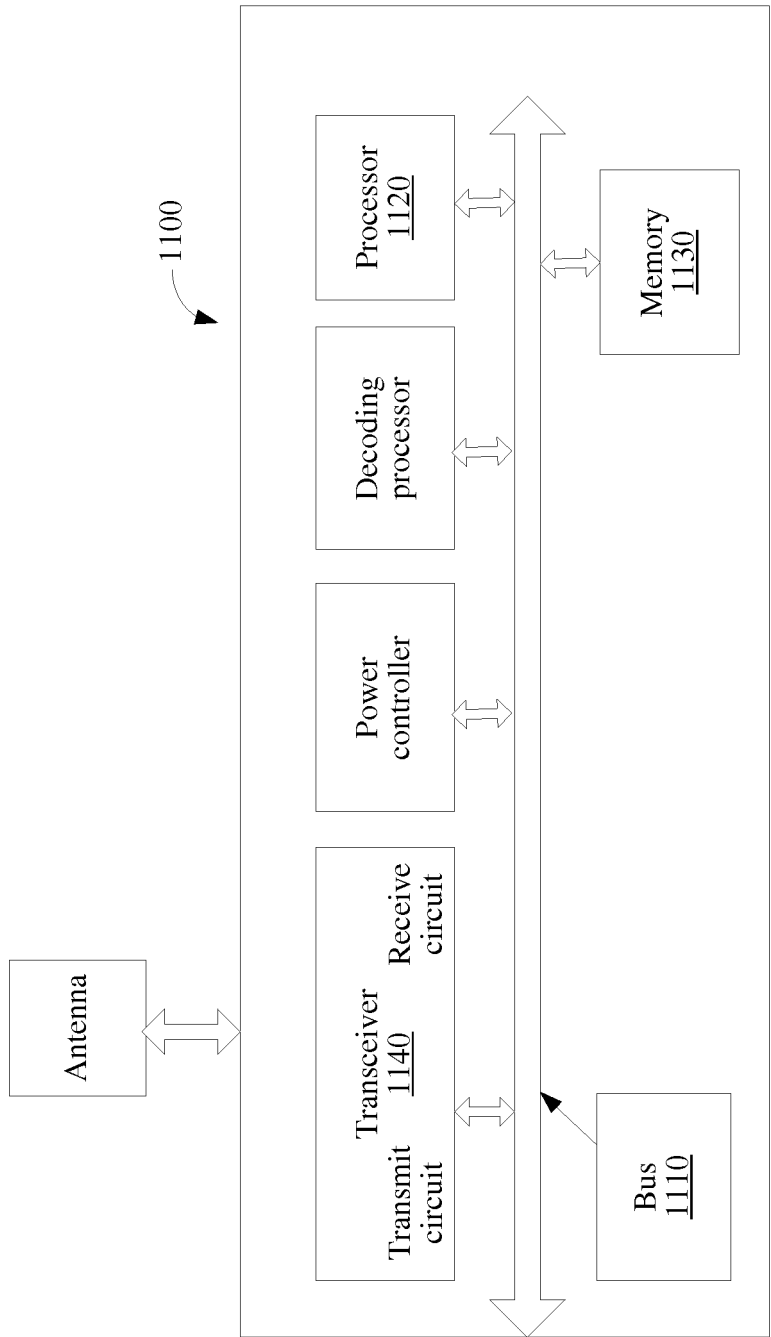 Antenna
1100
Transceiver
1140
Transmit
circuit
Receive
circuit
Power
controller
Decoding
processor
Processor
1120
Bus
1110
Memory
1130